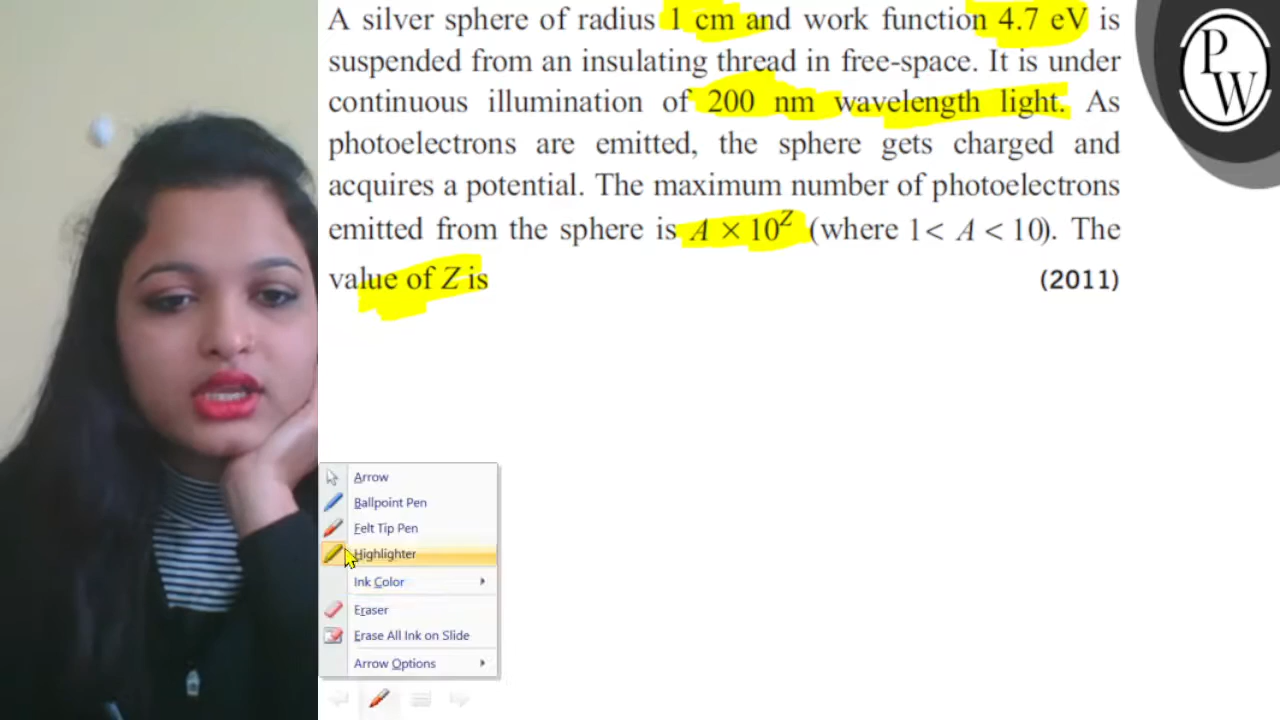 A silver sphere of radius 1 cm and work function 4.7 eV is
suspended from an insulating thread in free-space. It is under
continuous illumination of 200 nm wavelength light. As
photoelectrons are emitted, the sphere gets charged and
acquires a potential. The maximum number of photoelectrons
emitted from the sphere is A × 10^Z (where 1< A < 10). The
value of Z is (2011)
P
W
Arrow
Ballpoint Pen
Felt Tip Pen
Highlighter
Ink Color
Eraser
Erase All Ink on Slide
Arrow Options